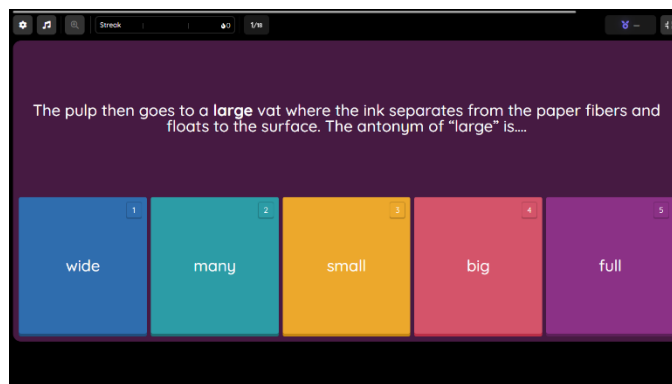 Streak 0 1/10
The pulp then goes to a large vat where the ink separates from the paper fibers and
floats to the surface. The antonym of “large” is....
1 2 3 4 5
wide many small big full